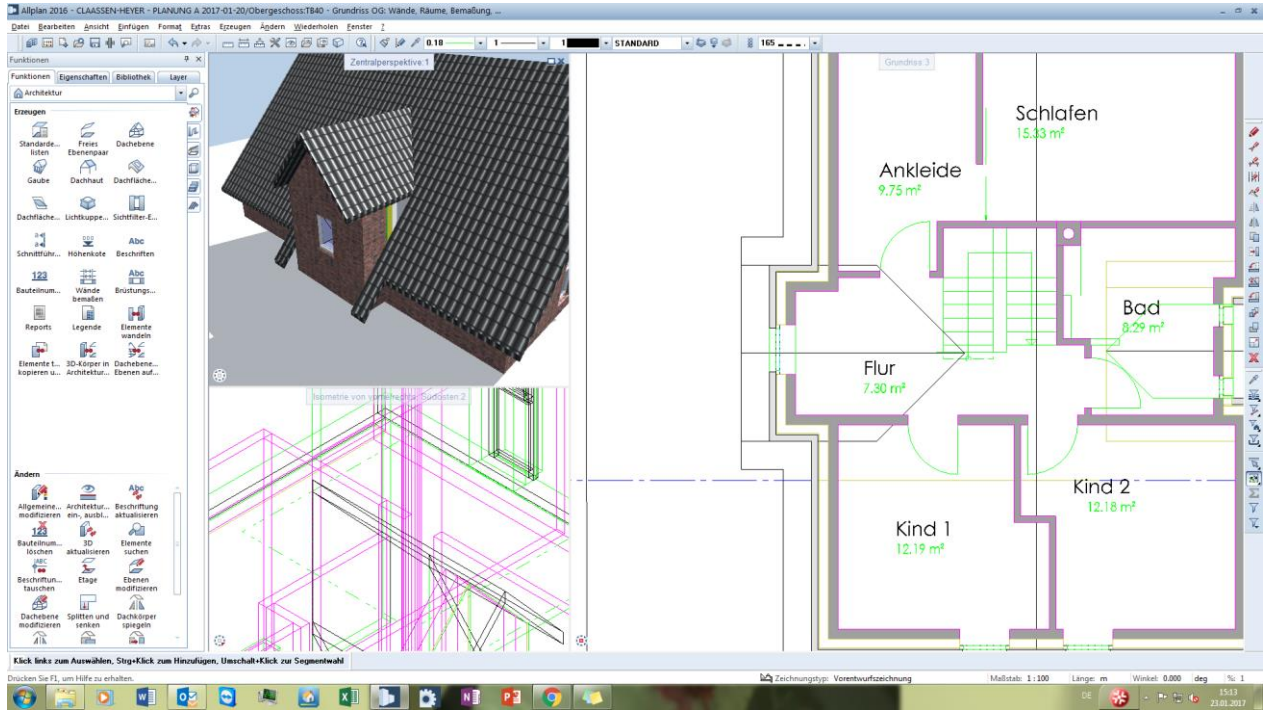 Allplan 2016 - CLAASSEN-HEYER - PLANUNG A 2017-01-20/Obergeschoss:TB40 - Grundriss OG: Wände, Räume, Bemaßung, ...
Datei Bearbeiten Ansicht Einfügen Format Extras Erzeugen Ändern Wiederholen Fenster ?
0.18 1 1 STANDARD 165
Funktionen
Funktionen Eigenschaften Bibliothek Layer
Architektur
Erzeugen
Standarde... listen
Freies Ebenenpaar
Dachebene
Gaube Dachhaut Dachfläche...
Dachfläche... Lichtkuppe... Sichtfilter-E...
Schnittführ... Höhenkote Beschriften
Abc
123
Abc
Bauteilnum... Wände bemaßen Brüstungs...
Reports Legende Elemente wandeln
Elemente t... kopieren u...
3D-Körper in Architektur...
Dachebene... Ebenen auf...
Ändern
Allgemeine... modifizieren
Architektur... ein-, ausbl...
Beschriftung aktualisieren
Bauteilnum... löschen
3D aktualisieren
Elemente suchen
Beschriftun... tauschen
Etage
Ebenen modifizieren
Dachebene modifizieren
Splitten und senken
Dachkörper spiegeln
Zentralperspektive:1
Grundriss 3
Schlafen
15.33 m²
Ankleide
9.75 m²
Bad
8.29 m²
Flur
7.30 m²
Kind 2
12.18 m²
Kind 1
12.19 m²
Klick links zum Auswählen, Strg+Klick zum Hinzufügen, Umschalt+Klick zur Segmentwahl
Drücken Sie F1, um Hilfe zu erhalten.
Zeichnungstyp: Vorentwurfszeichnung Maßstab: 1:100 Länge: m Winkel: 0.000 deg %: 1
DE
15:13
23.01.2017